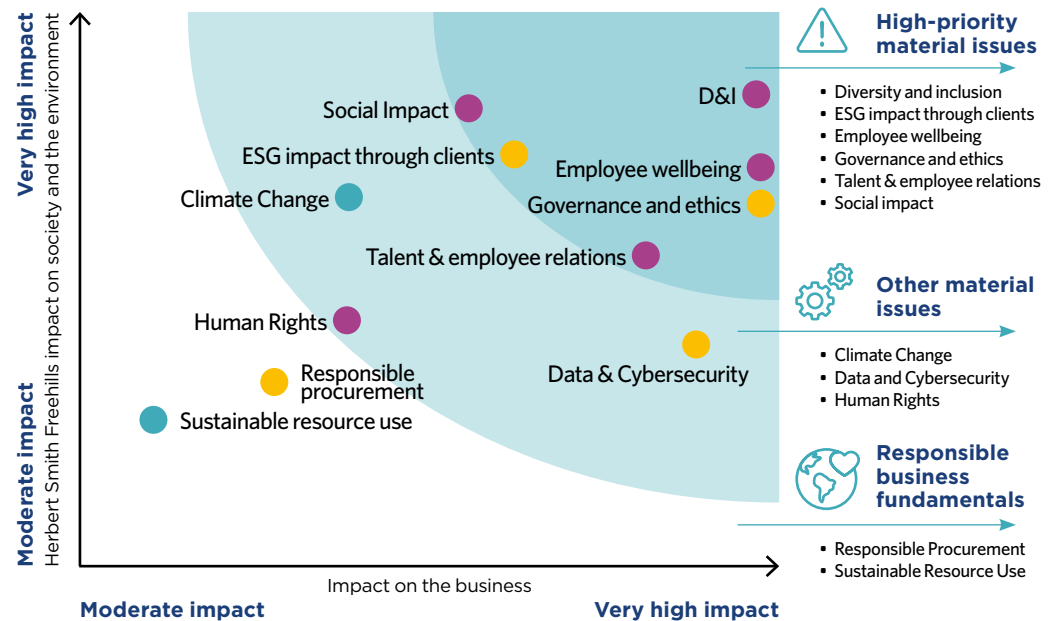 Very high impact
Moderate impact
Herbert Smith Freehills impact on society and the environment
Social Impact
D&I
ESG impact through clients
Employee wellbeing
Climate Change
Governance and ethics
Talent & employee relations
Human Rights
Data & Cybersecurity
Responsible
procurement
Sustainable resource use
Impact on the business
Moderate impact
Very high impact
High-priority
material issues
▪ Diversity and inclusion
▪ ESG impact through clients
▪ Employee wellbeing
▪ Governance and ethics
▪ Talent & employee relations
▪ Social impact
Other material
issues
▪ Climate Change
▪ Data and Cybersecurity
▪ Human Rights
Responsible
business
fundamentals
▪ Responsible Procurement
▪ Sustainable Resource Use